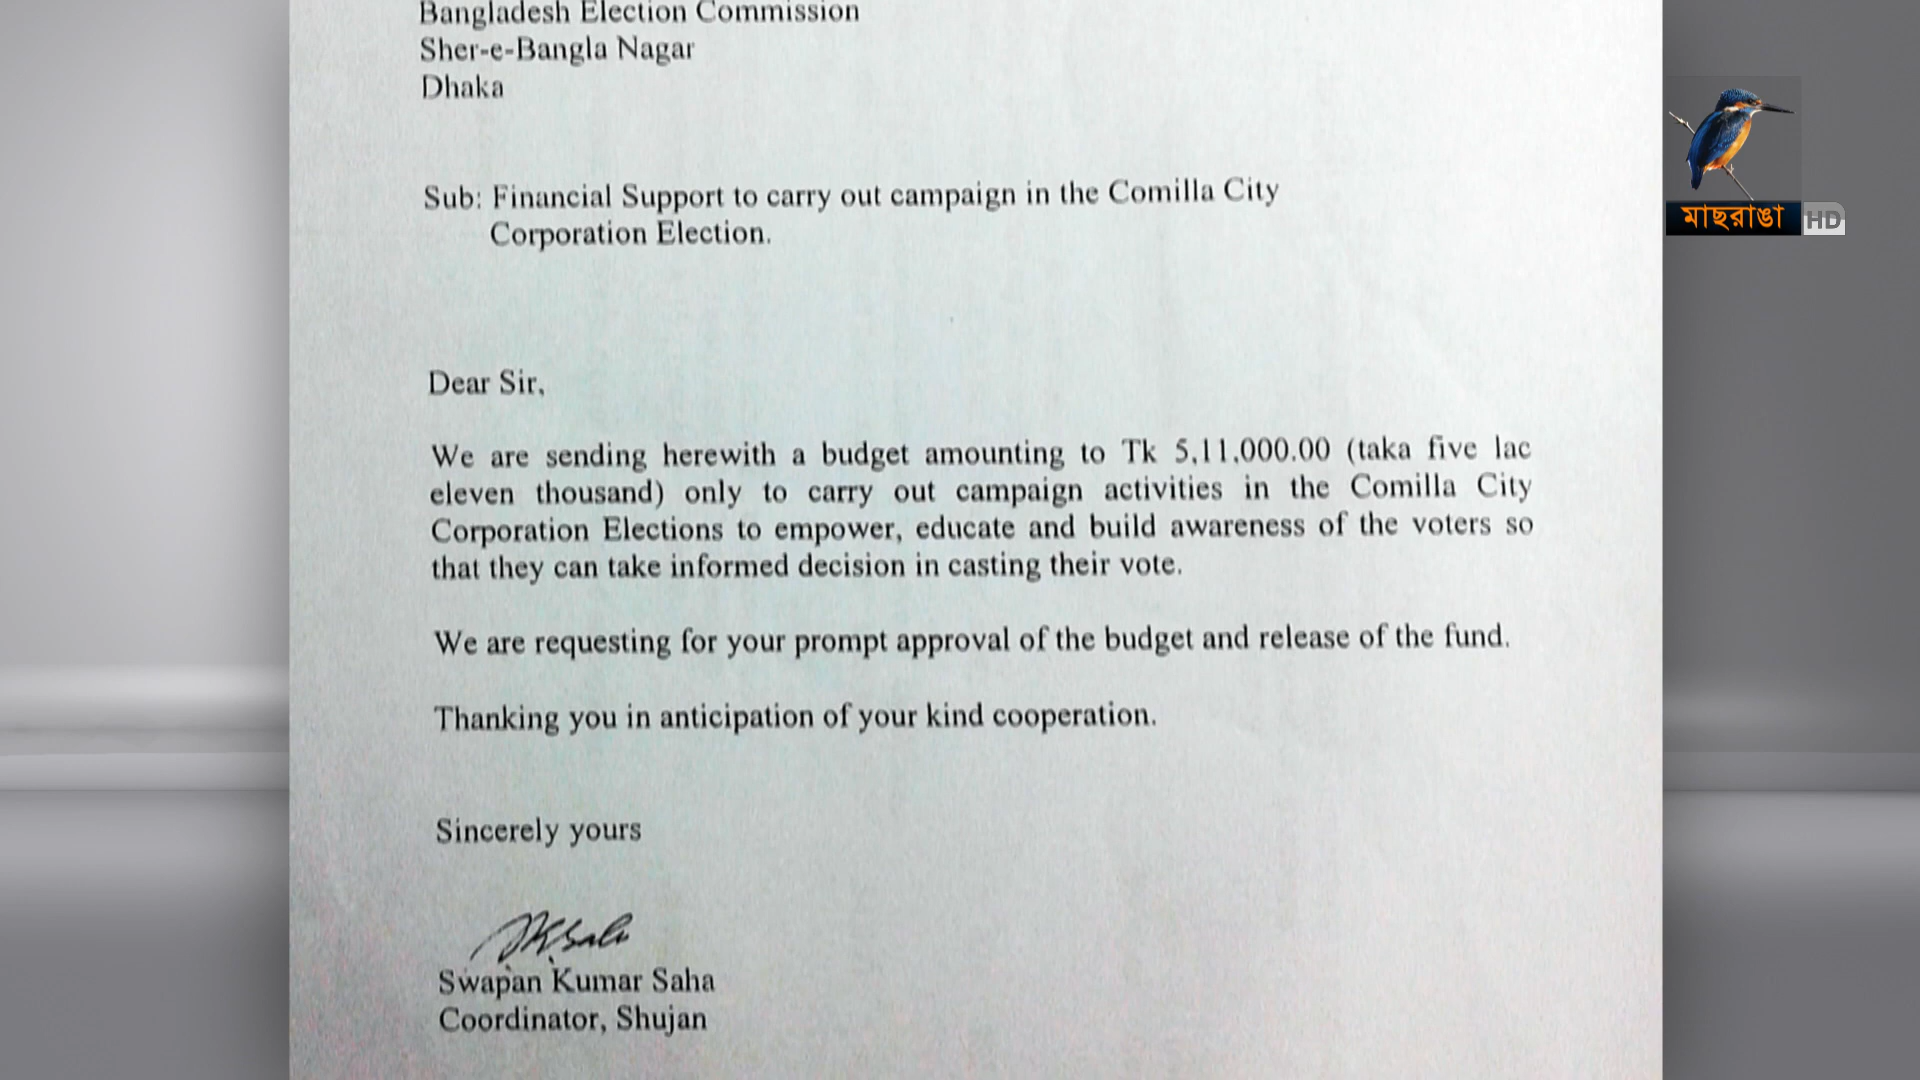 Bangladesh Election Commission
Sher-e-Bangla Nagar
Dhaka
Sub: Financial Support to carry out campaign in the Comilla City
Corporation Election.
মাছরাঙা HD
Dear Sir,
We are sending herewith a budget amounting to Tk 5,11,000.00 (taka five lac
eleven thousand) only to carry out campaign activities in the Comilla City
Corporation Elections to empower, educate and build awareness of the voters so
that they can take informed decision in casting their vote.
We are requesting for your prompt approval of the budget and release of the fund.
Thanking you in anticipation of your kind cooperation.
Sincerely yours
SKSaha
Swapan Kumar Saha
Coordinator, Shujan